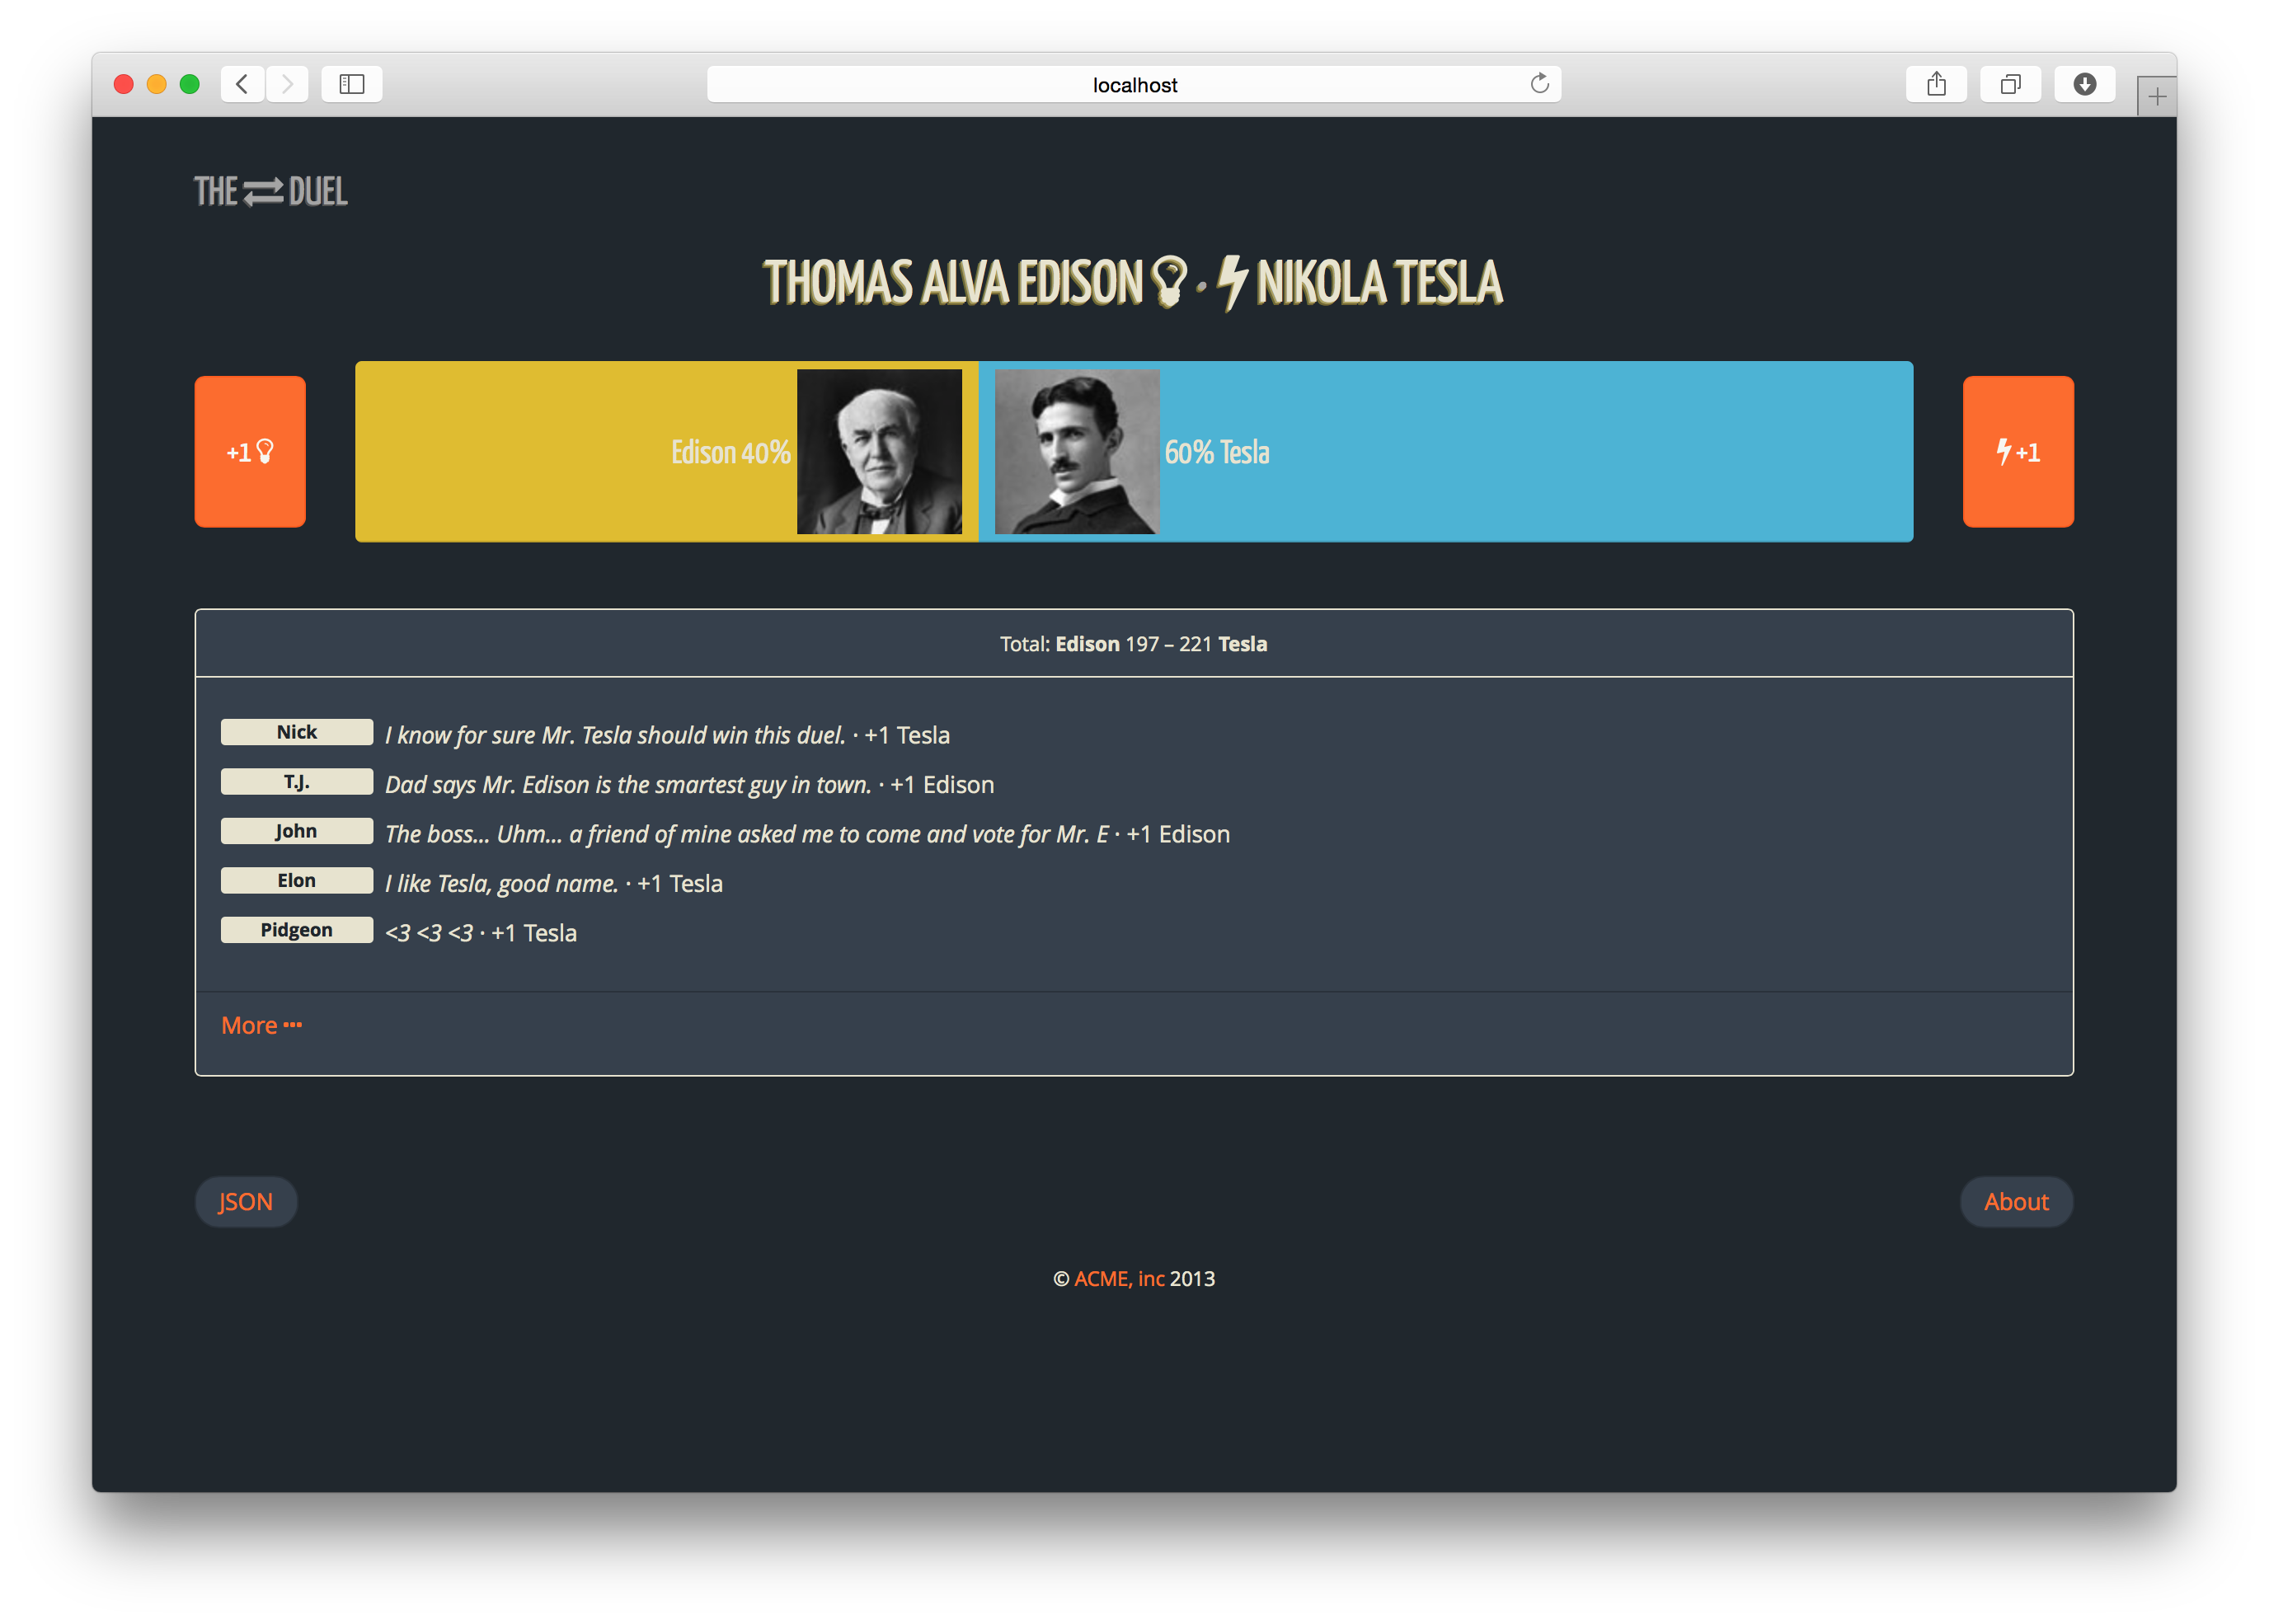 localhost
THE DUEL
THOMAS ALVA EDISON · NIKOLA TESLA
+1
Edison 40%
60% Tesla
+1
Total: Edison 197 – 221 Tesla
Nick I know for sure Mr. Tesla should win this duel. · +1 Tesla
T.J. Dad says Mr. Edison is the smartest guy in town. · +1 Edison
John The boss... Uhm... a friend of mine asked me to come and vote for Mr. E · +1 Edison
Elon I like Tesla, good name. · +1 Tesla
Pidgeon <3 <3 <3 · +1 Tesla
More
JSON
About
© ACME, inc 2013